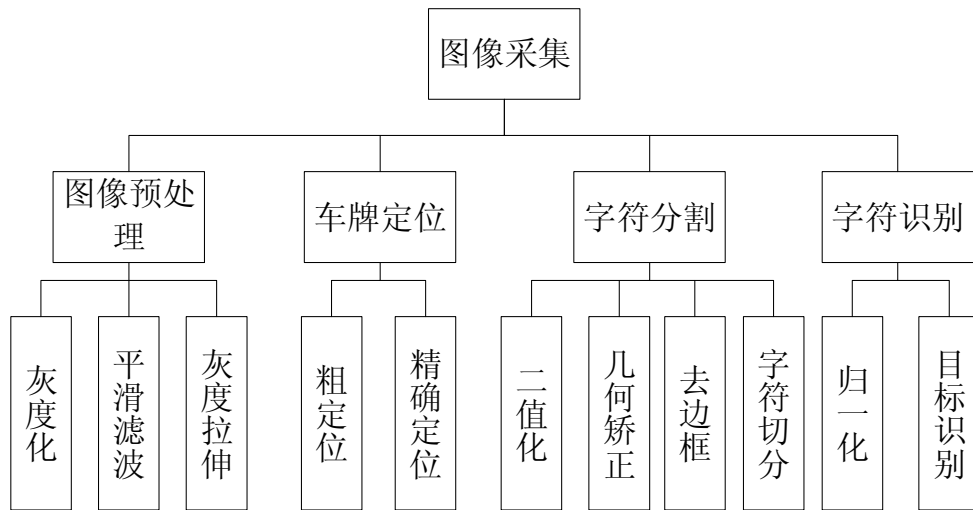 图像采集
图像预处
理
车牌定位
字符分割
字符识别
灰度化
平滑滤波
灰度拉伸
粗定位
精确定位
二值化
几何矫正
去边框
字符切分
归一化
目标识别